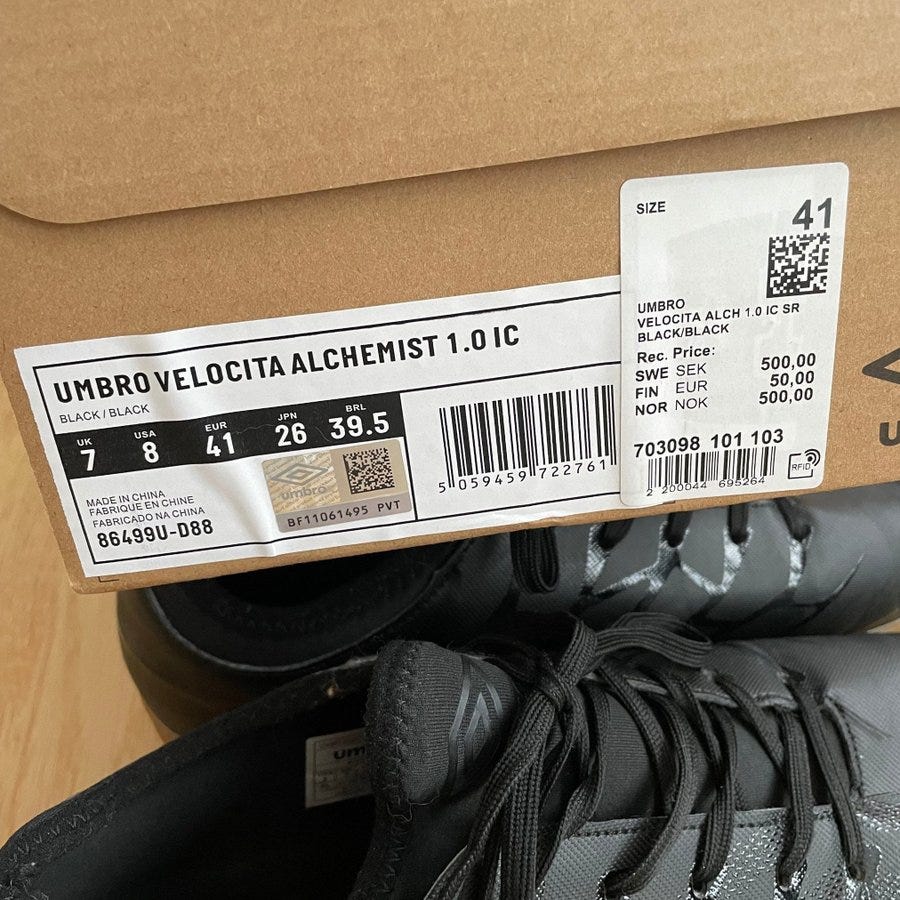 UMBRO VELOCITA ALCHEMIST 1.0 IC
BLACK / BLACK
UK USA EUR JPN BRL
7 8 41 26 39.5
MADE IN CHINA
FABRIQUE EN CHINE
FABRICADO NA CHINA
86499U-D88
umbro
BF11061495 PVT
5 059459 722761
SIZE 41
UMBRO
VELOCITA ALCH 1.0 IC SR
BLACK/BLACK
Rec. Price:
SWE SEK 500,00
FIN EUR 50,00
NOR NOK 500,00
703098 101 103
2 200044 695264
RFID